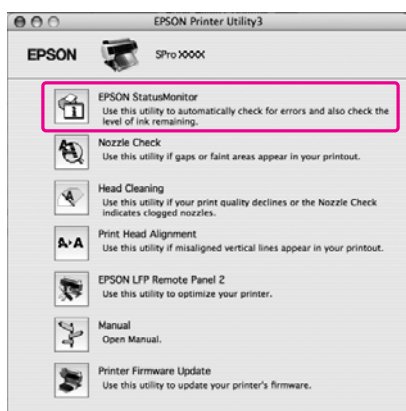 EPSON Printer Utility3
EPSON SPro XXXX
EPSON StatusMonitor
Use this utility to automatically check for errors and also check the
level of ink remaining.
Nozzle Check
Use this utility if gaps or faint areas appear in your printout.
Head Cleaning
Use this utility if your print quality declines or the Nozzle Check
indicates clogged nozzles.
Print Head Alignment
Use this utility if misaligned vertical lines appear in your printout.
EPSON LFP Remote Panel 2
Use this utility to optimize your printer.
Manual
Open Manual.
Printer Firmware Update
Use this utility to update your printer's firmware.